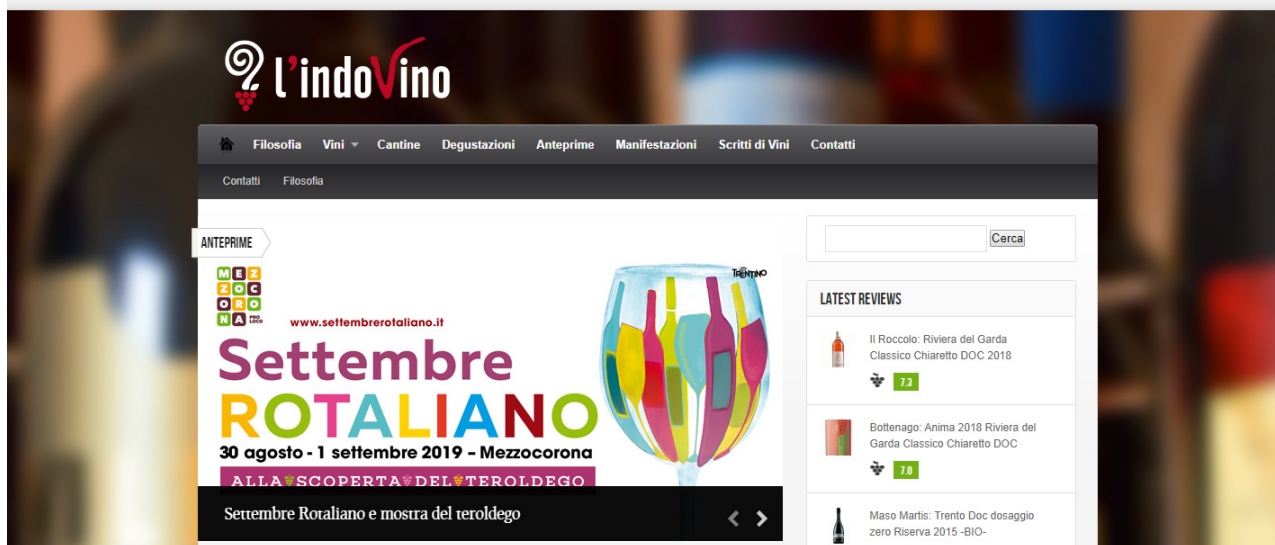 l'indoVino
Filosofia Vini Cantine Degustazioni Anteprime Manifestazioni Scritti di Vini Contatti
Contatti Filosofia
ANTEPRIME
MEZ
ZOC
ORO
NA PRO LOCO
TRENTINO
www.settembrerotaliano.it
Settembre
ROTALIANO
30 agosto - 1 settembre 2019 – Mezzocorona
ALLA SCOPERTA DEL TEROLDEGO
Settembre Rotaliano e mostra del teroldego
Cerca
LATEST REVIEWS
Il Roccolo: Riviera del Garda
Classico Chiaretto DOC 2018
7.3
Bottenago: Anima 2018 Riviera del
Garda Classico Chiaretto DOC
7.0
Maso Martis: Trento Doc dosaggio
zero Riserva 2015 -BIO-